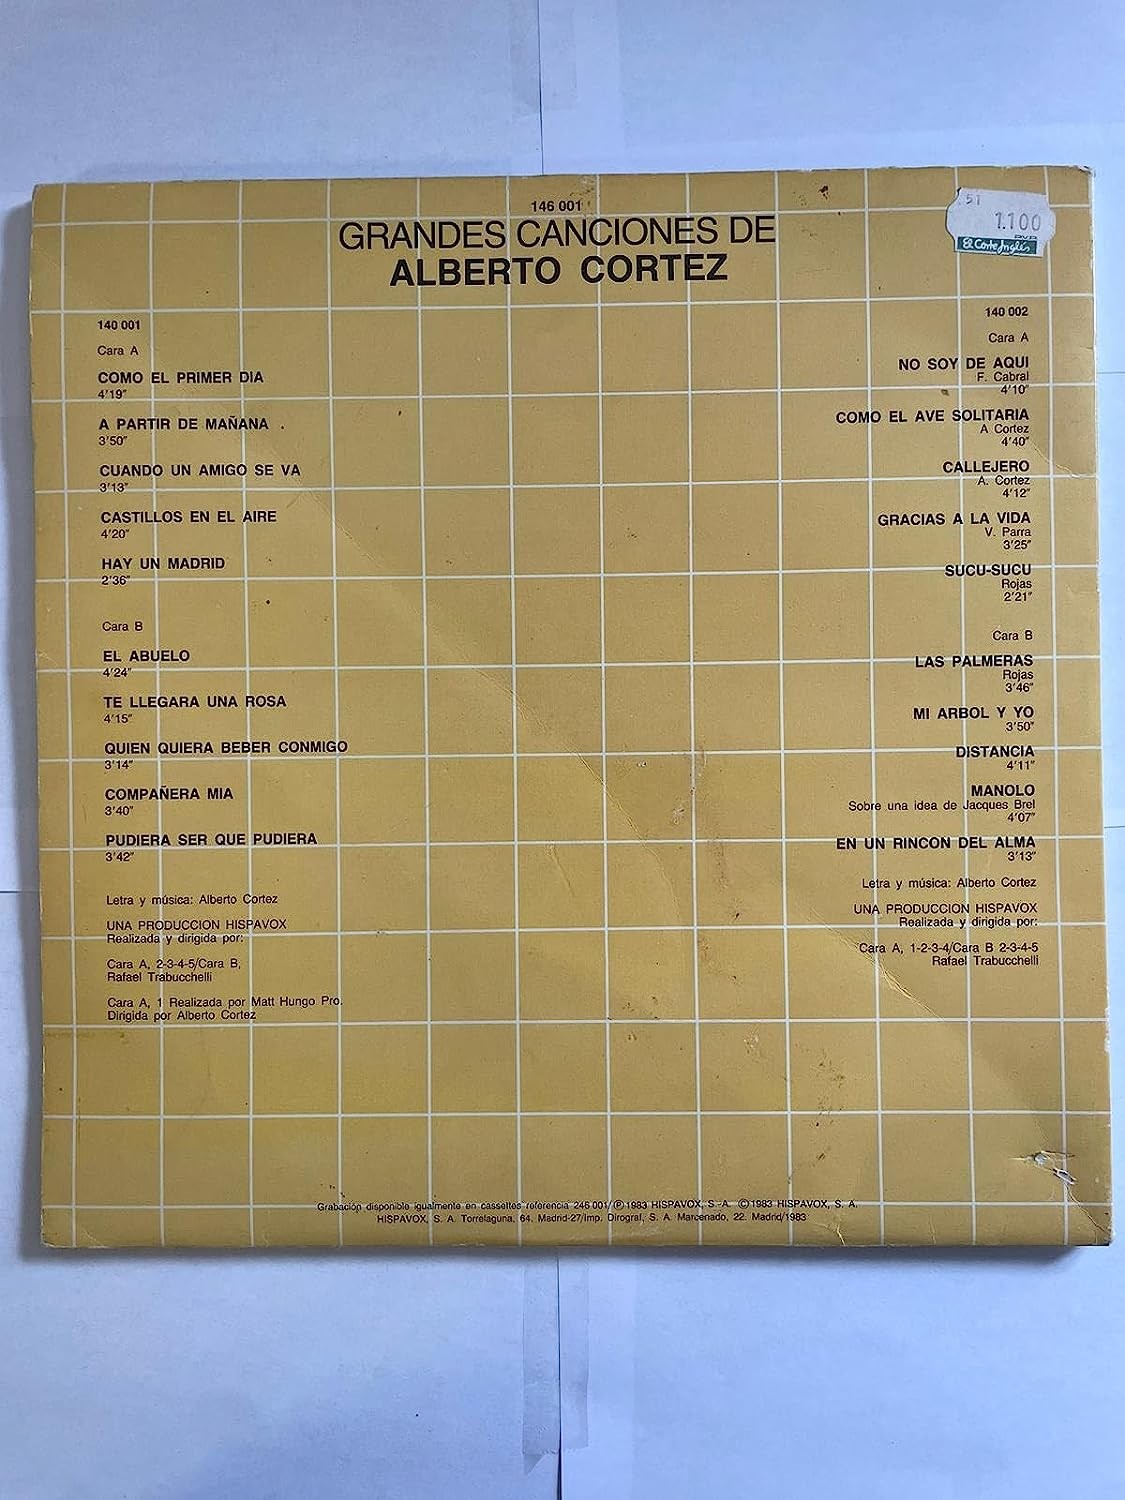 146 001
GRANDES CANCIONES DE
ALBERTO CORTEZ
51
1.100
PVP
El Corte Inglés
140 001
Cara A
COMO EL PRIMER DIA
4'19"
A PARTIR DE MAÑANA
3'50"
CUANDO UN AMIGO SE VA
3'13"
CASTILLOS EN EL AIRE
4'20"
HAY UN MADRID
2'36"
Cara B
EL ABUELO
4'24"
TE LLEGARA UNA ROSA
4'15"
QUIEN QUIERA BEBER CONMIGO
3'14"
COMPAÑERA MIA
3'40"
PUDIERA SER QUE PUDIERA
3'42"
Letra y música: Alberto Cortez
UNA PRODUCCION HISPAVOX
Realizada y dirigida por:
Cara A, 2-3-4-5/Cara B,
Rafael Trabucchelli
Cara A, 1 Realizada por Matt Hungo Pro.
Dirigida por Alberto Cortez
140 002
Cara A
NO SOY DE AQUI
F. Cabral
4'10"
COMO EL AVE SOLITARIA
A Cortez
4'40"
CALLEJERO
A. Cortez
4'12"
GRACIAS A LA VIDA
V. Parra
3'25"
SUCU-SUCU
Rojas
2'21"
Cara B
LAS PALMERAS
Rojas
3'46"
MI ARBOL Y YO
3'50"
DISTANCIA
4'11"
MANOLO
Sobre una idea de Jacques Brel
4'07"
EN UN RINCON DEL ALMA
3'13"
Letra y música: Alberto Cortez
UNA PRODUCCION HISPAVOX
Realizada y dirigida por:
Cara A, 1-2-3-4/Cara B 2-3-4-5
Rafael Trabucchelli
Grabación disponible igualmente en cassettes referencia 246 001/Ⓟ1983 HISPAVOX, S. A. ©1983 HISPAVOX, S. A.
HISPAVOX, S. A. Torrelaguna, 64. Madrid-27/Imp. Dirograf, S. A. Marcenado, 22. Madrid/1983